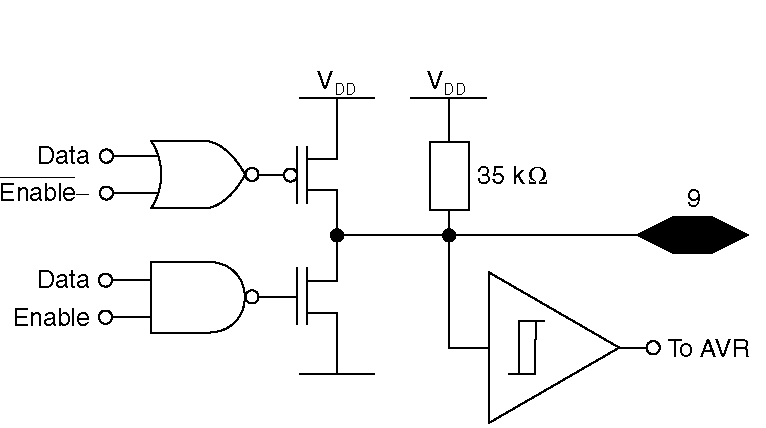 V_DD V_DD
Data
Enable–
35 kΩ
9
Data
Enable
To AVR